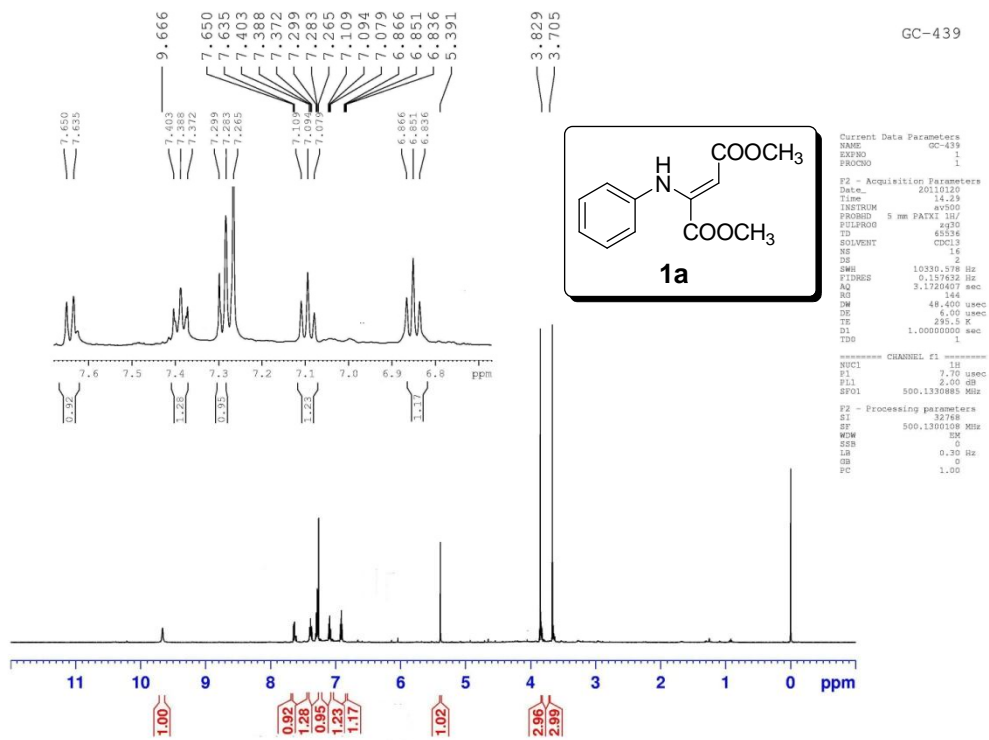 GC-439
9.666
7.650
7.635
7.403
7.388
7.372
7.299
7.283
7.265
7.109
7.094
7.079
6.866
6.851
6.836
5.391
3.829
3.705
7.650
7.635
7.403
7.388
7.372
7.299
7.283
7.265
7.109
7.094
7.079
6.866
6.851
6.836
7.6 7.5 7.4 7.3 7.2 7.1 7.0 6.9 6.8 ppm
0.92 1.28 0.95 1.23 1.17
COOCH3
NH
COOCH3
1a
Current Data Parameters
NAME GC-439
EXPNO 1
PROCNO 1
F2 - Acquisition Parameters
Date_ 20110120
Time 14.29
INSTRUM av500
PROBHD 5 mm PATXI 1H/
PULPROG zg30
TD 65536
SOLVENT CDCl3
NS 16
DS 2
SWH 10330.578 Hz
FIDRES 0.157632 Hz
AQ 3.1720407 sec
RG 144
DW 48.400 usec
DE 6.00 usec
TE 295.5 K
D1 1.00000000 sec
TD0 1
======== CHANNEL f1 ========
NUC1 1H
P1 7.70 usec
PL1 2.00 dB
SFO1 500.1330885 MHz
F2 - Processing parameters
SI 32768
SF 500.1300108 MHz
WDW EM
SSB 0
LB 0.30 Hz
GB 0
PC 1.00
11 10 9 8 7 6 5 4 3 2 1 0 ppm
1.00 0.92 1.28 0.95 1.23 1.17 1.02 2.96 2.99